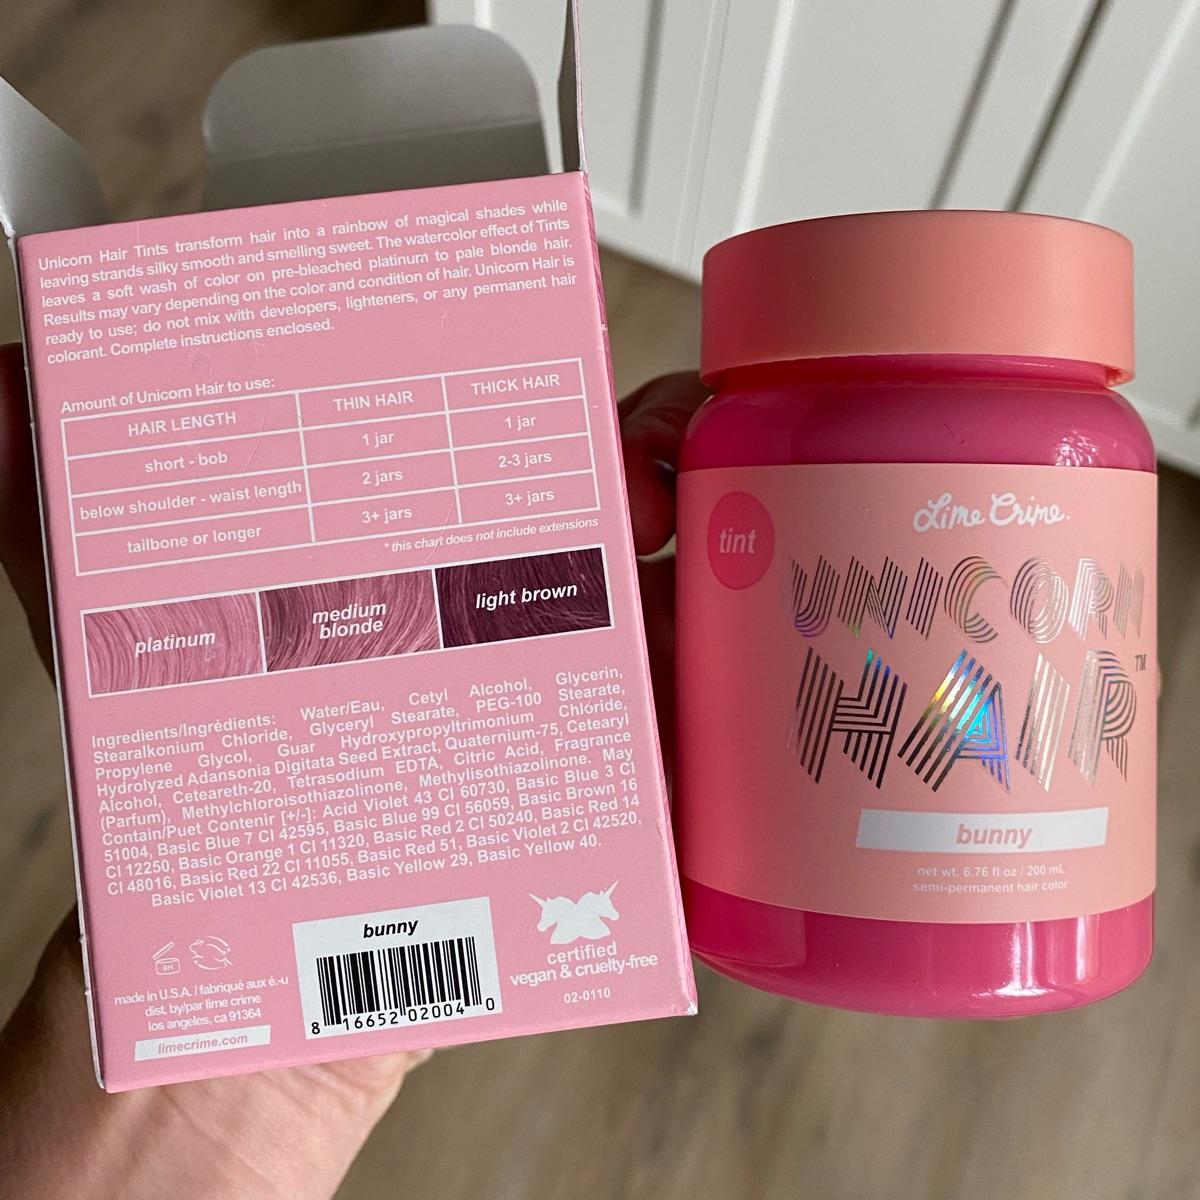 Unicorn Hair Tints transform hair into a rainbow of magical shades while
leaving strands silky smooth and smelling sweet. The watercolor effect of Tints
leaves a soft wash of color on pre-bleached platinum to pale blonde hair.
Results may vary depending on the color and condition of hair. Unicorn Hair is
ready to use; do not mix with developers, lighteners, or any permanent hair
colorant. Complete instructions enclosed.
Amount of Unicorn Hair to use:
HAIR LENGTH THIN HAIR THICK HAIR
short - bob 1 jar 1 jar
below shoulder - waist length 2 jars 2-3 jars
tailbone or longer 3+ jars 3+ jars
* this chart does not include extensions
platinum
medium
blonde
light brown
Ingredients/Ingrédients: Water/Eau, Cetyl Alcohol, Glycerin,
Stearalkonium Chloride, Glyceryl Stearate, PEG-100 Stearate,
Propylene Glycol, Guar Hydroxypropyltrimonium Chloride,
Hydrolyzed Adansonia Digitata Seed Extract, Quaternium-75, Cetearyl
Alcohol, Ceteareth-20, Tetrasodium EDTA, Citric Acid, Fragrance
(Parfum), Methylchloroisothiazolinone, Methylisothiazolinone. May
Contain/Puet Contenir [+/-]: Acid Violet 43 CI 60730, Basic Blue 3 CI
51004, Basic Blue 7 CI 42595, Basic Blue 99 CI 56059, Basic Brown 16
CI 12250, Basic Orange 1 CI 11320, Basic Red 2 CI 50240, Basic Red 14
CI 48016, Basic Red 22 CI 11055, Basic Red 51, Basic Violet 2 CI 42520,
Basic Violet 13 CI 42536, Basic Yellow 29, Basic Yellow 40.
made in U.S.A. / fabriqué aux é.-u
dist. by/par lime crime
los angeles, ca 91364
limecrime.com
bunny
8 16652 02004 0
certified
vegan & cruelty-free
02-0110
tint
Lime Crime.
UNICORN
HAIR™
bunny
net wt. 6.76 fl oz / 200 mL
semi-permanent hair color